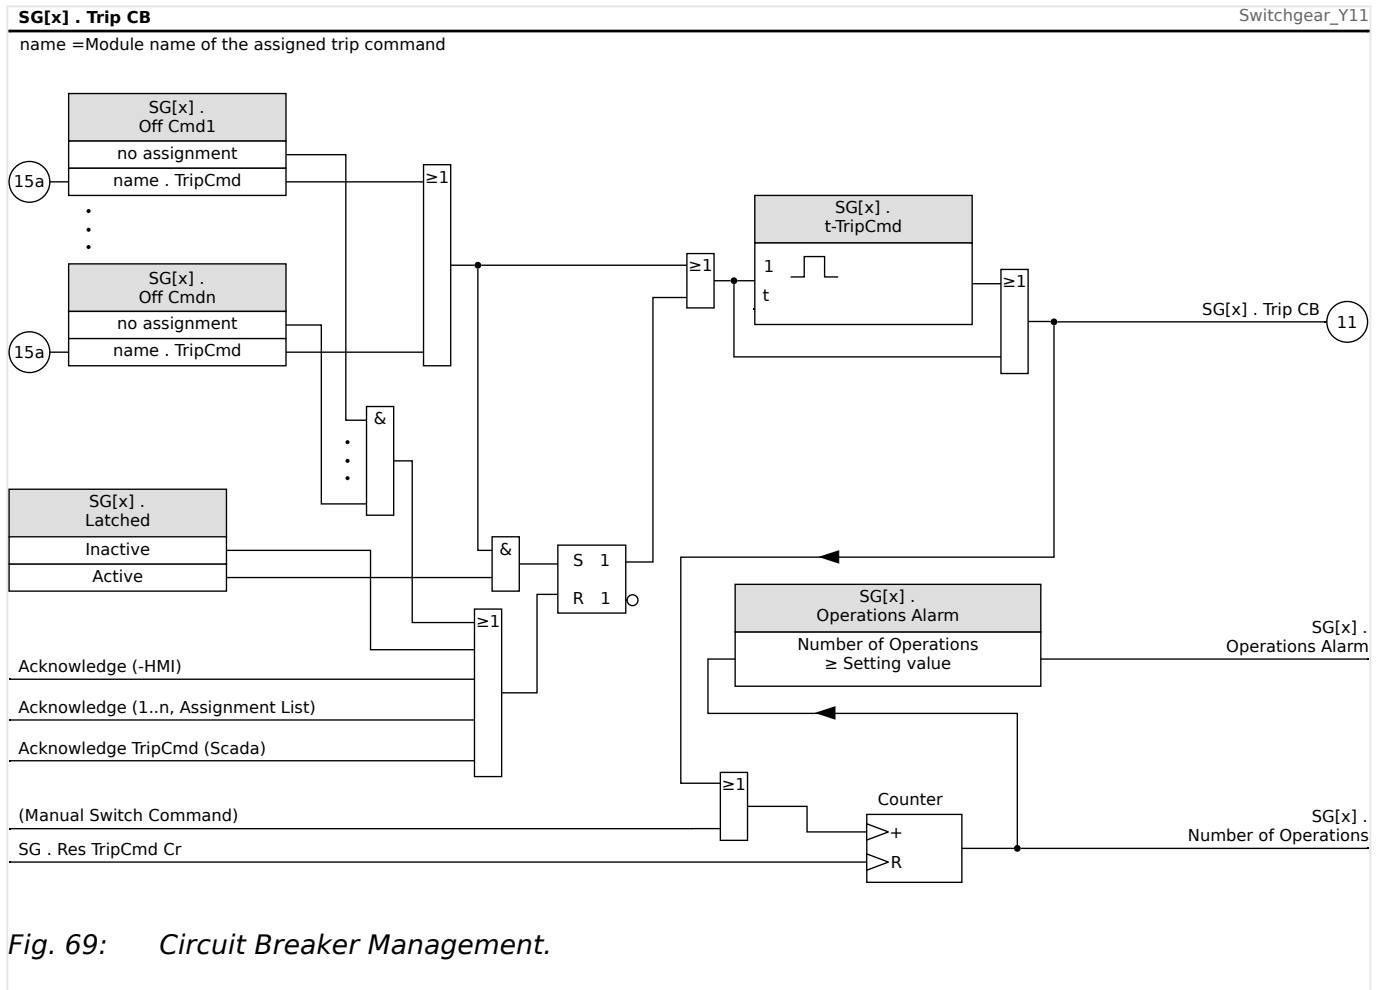 SG[x] . Trip CB
Switchgear_Y11
name =Module name of the assigned trip command
SG[x] .
Off Cmd1
no assignment
15a
name . TripCmd
≥1
SG[x] .
t-TripCmd
1
t
≥1
≥1
SG[x] .
Off Cmdn
no assignment
15a
name . TripCmd
SG[x] . Trip CB
11
&
SG[x] .
Latched
Inactive
Active
&
S 1
R 1
≥1
SG[x] .
Operations Alarm
Number of Operations
≥ Setting value
SG[x] .
Operations Alarm
Acknowledge (-HMI)
Acknowledge (1..n, Assignment List)
Acknowledge TripCmd (Scada)
≥1
(Manual Switch Command)
SG . Res TripCmd Cr
Counter
+
R
SG[x] .
Number of Operations
Fig. 69: Circuit Breaker Management.